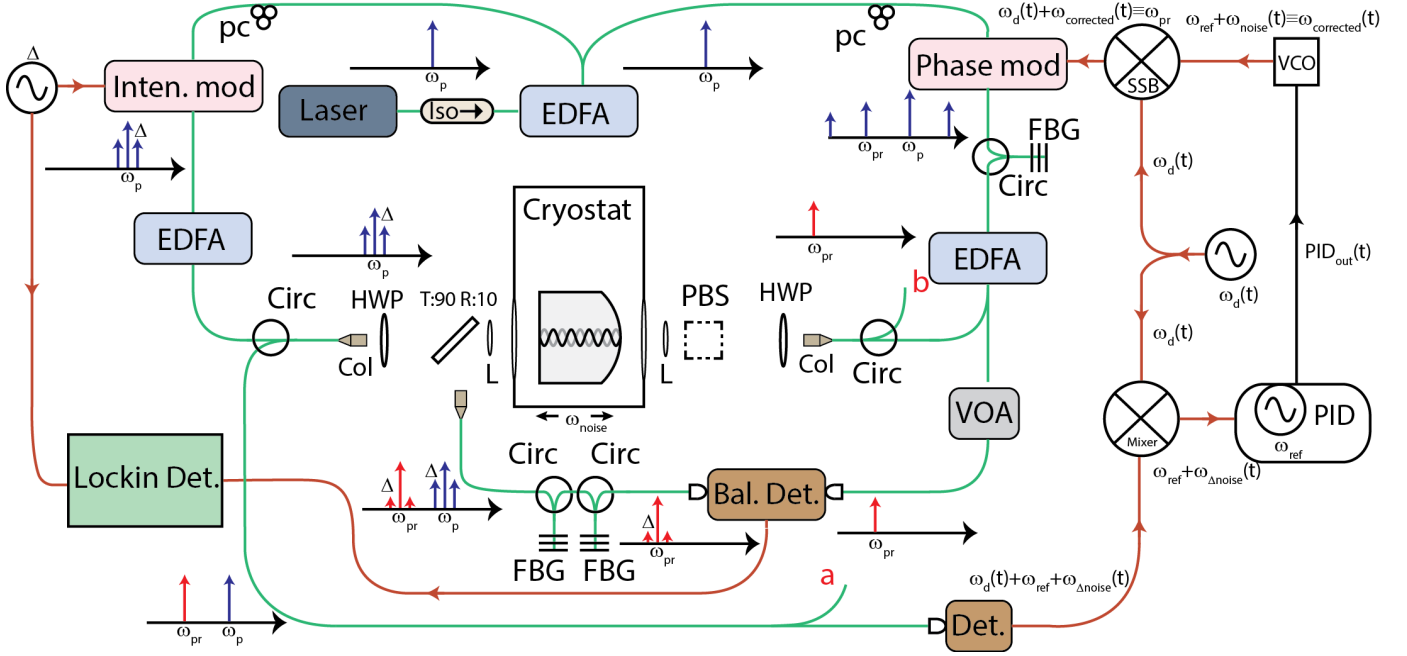 pc
ω_p
ω_p
pc
ω_d(t)+ω_corrected(t)≡ω_pr
ω_ref+ω_noise(t)≡ω_corrected(t)
Δ
Inten. mod
Laser
Iso→
EDFA
Phase mod
SSB
VCO
Δ
ω_p
ω_pr
ω_p
FBG
Circ
ω_d(t)
EDFA
Δ
ω_p
Cryostat
ω_pr
EDFA
ω_d(t)
PID_out(t)
Circ
HWP
T:90 R:10
PBS
HWP
b
ω_d(t)
Col
L
L
Col
Circ
VOA
ω_noise
Mixer
PID
ω_ref
ω_ref+ω_Δnoise(t)
Lockin Det.
Circ
Circ
Δ
Δ
ω_pr
ω_p
Δ
ω_pr
Bal. Det.
ω_pr
FBG
FBG
a
ω_d(t)+ω_ref+ω_Δnoise(t)
ω_pr
ω_p
Det.